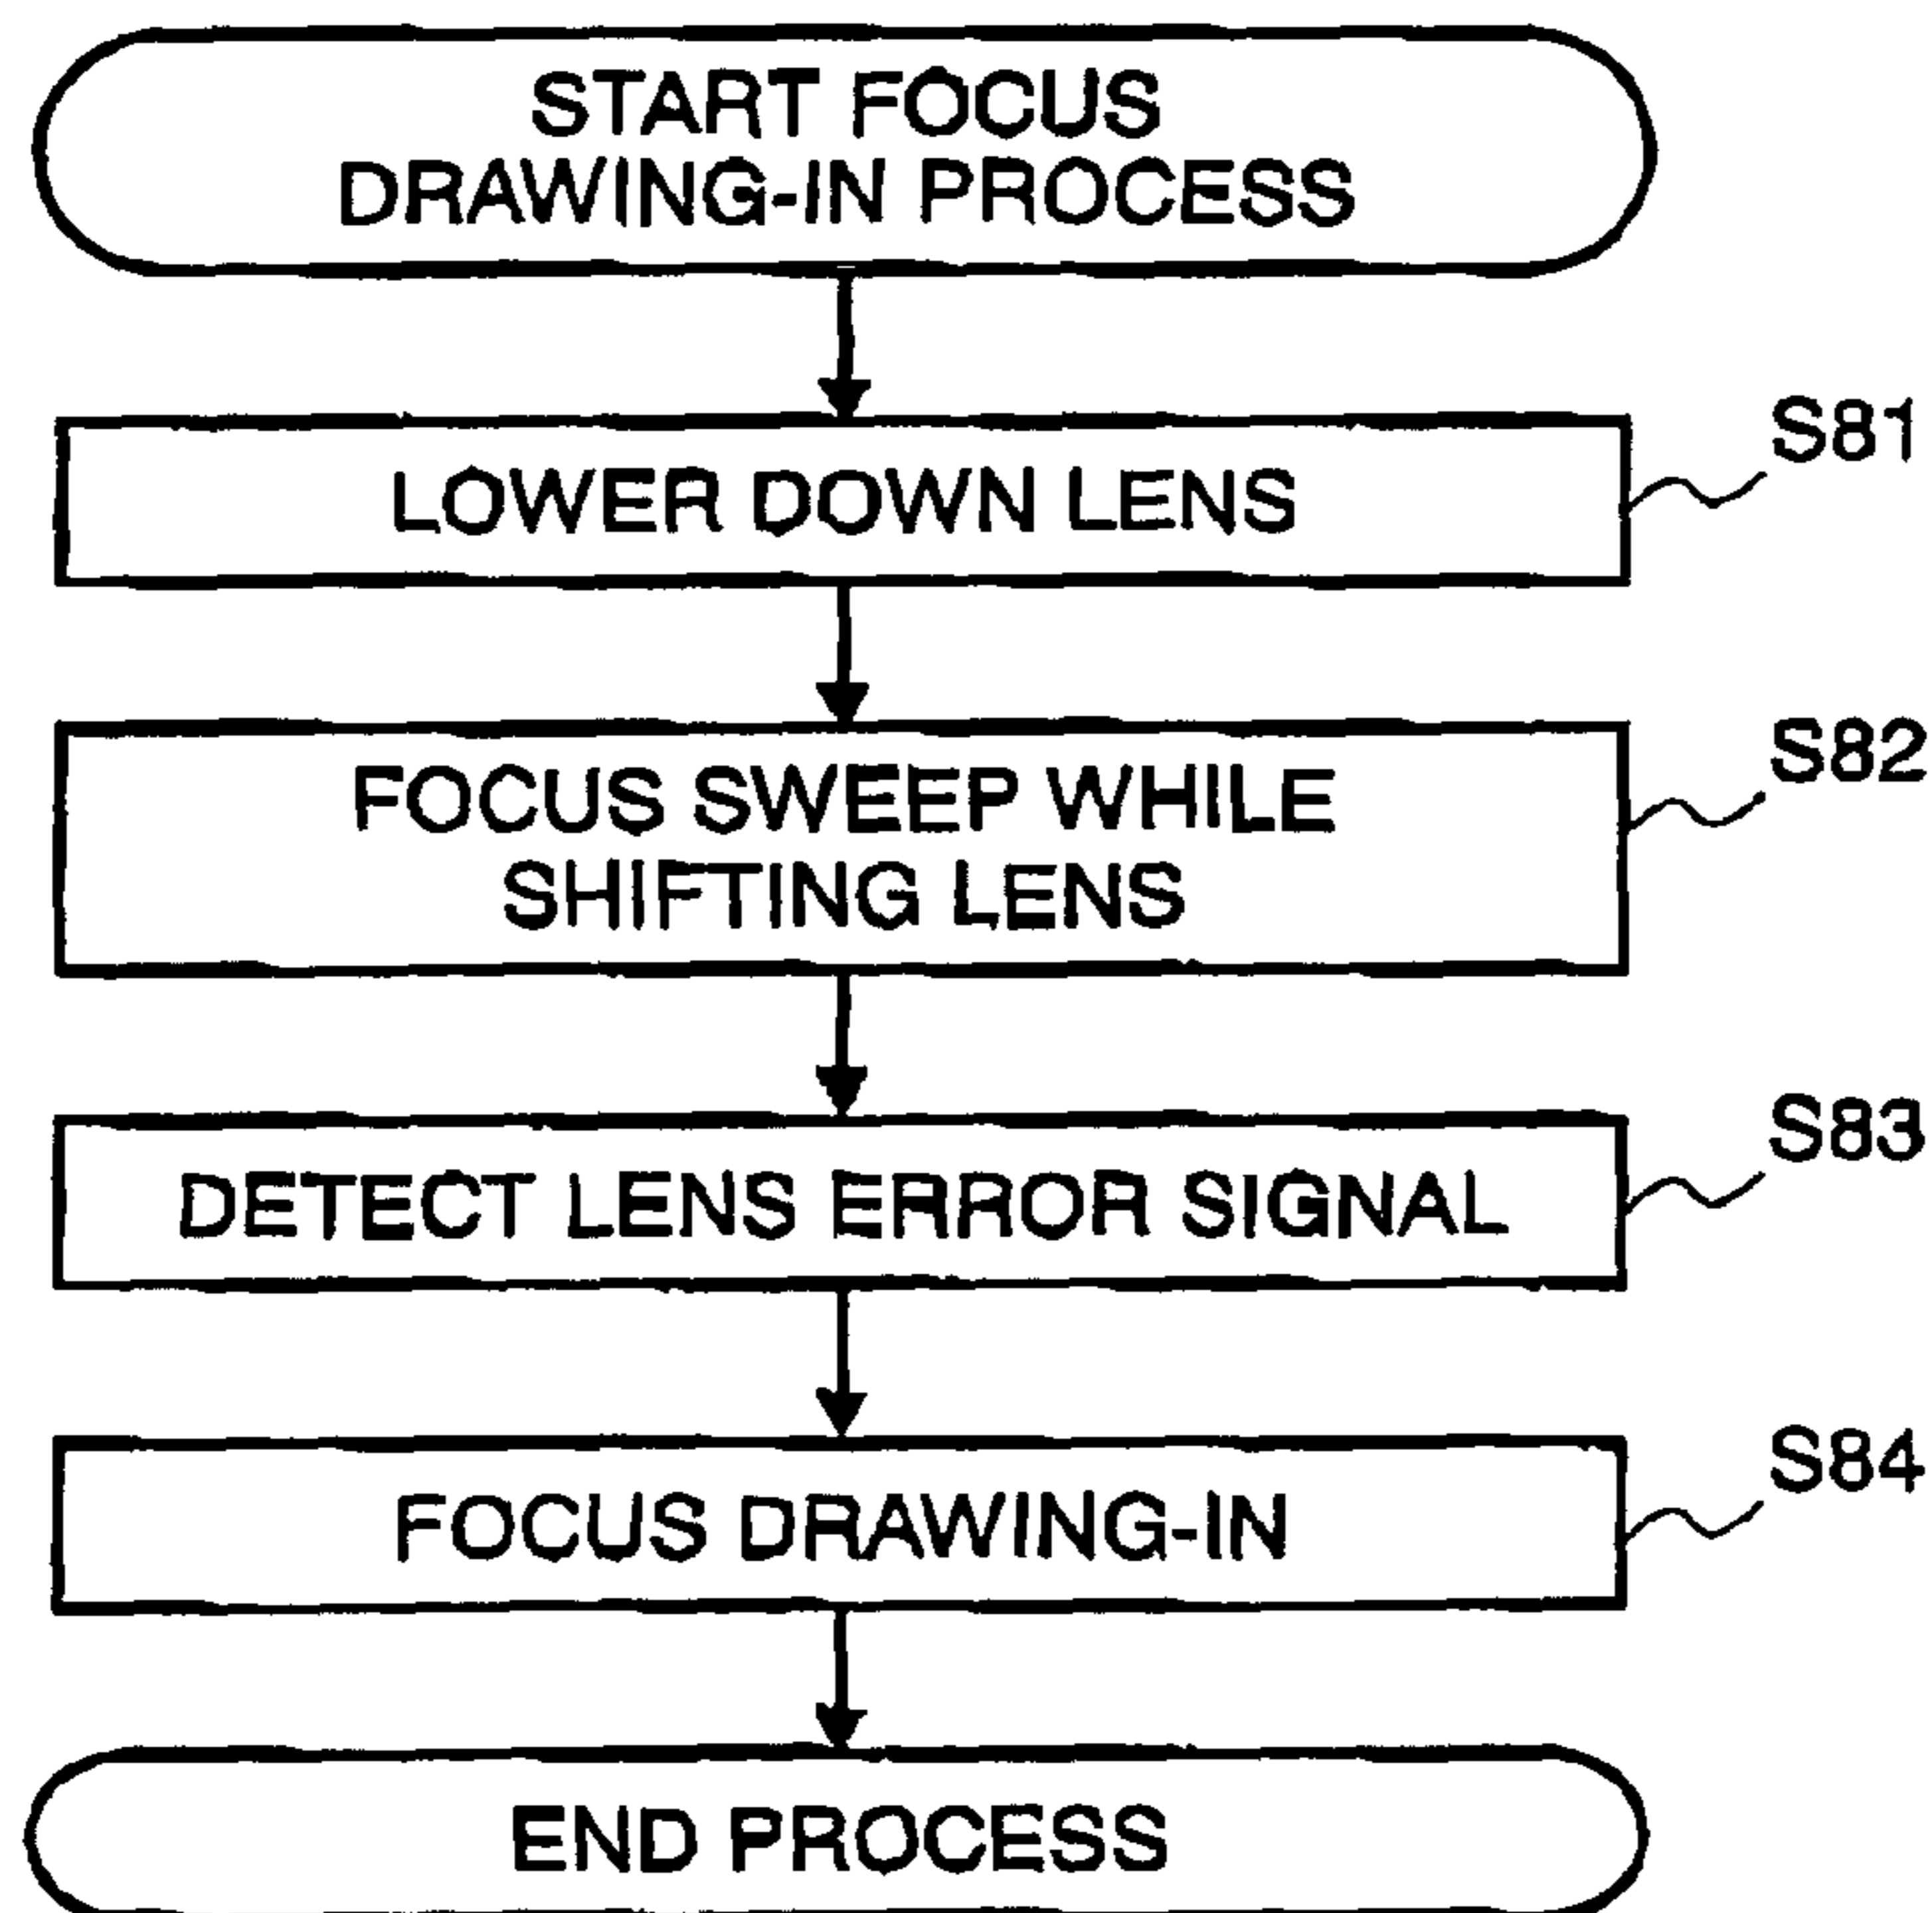 START FOCUS
DRAWING-IN PROCESS
LOWER DOWN LENS
S81
FOCUS SWEEP WHILE
SHIFTING LENS
S82
DETECT LENS ERROR SIGNAL
S83
FOCUS DRAWING-IN
S84
END PROCESS